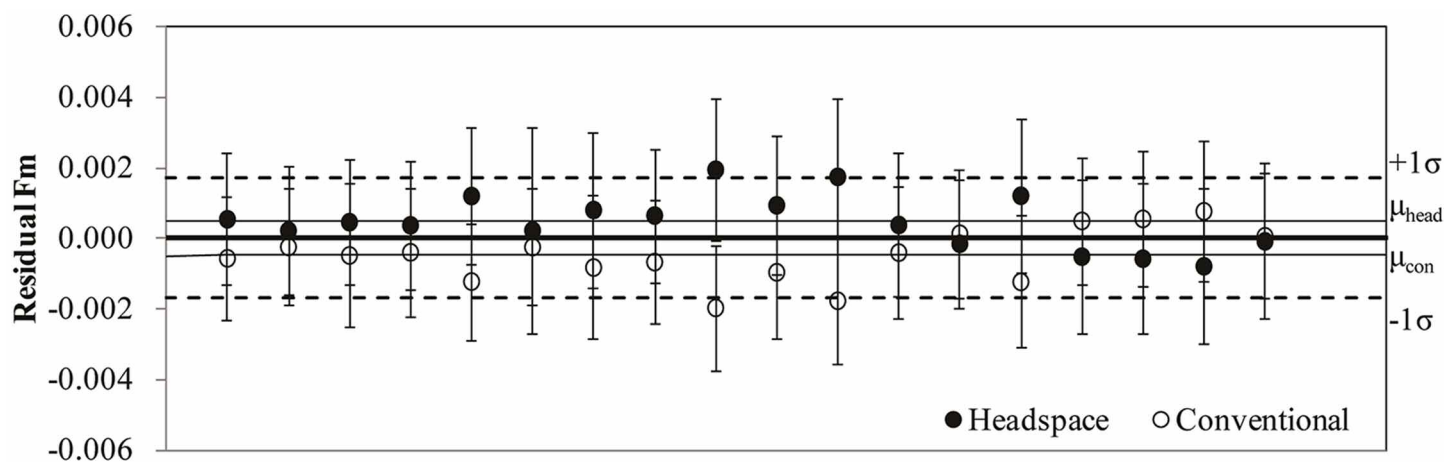 0.006
0.004
0.002
0.000
-0.002
-0.004
-0.006
Residual Fm
+1σ
μhead
μcon
-1σ
Headspace
Conventional